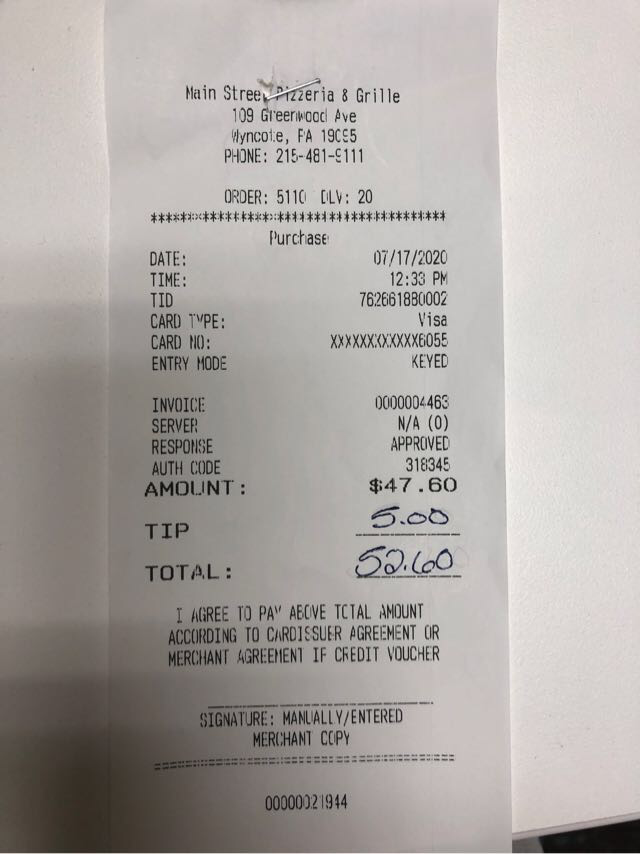 Main Street Pizzeria & Grille
109 Greenwood Ave
Wyncote, PA 19095
PHONE: 215-481-9111
ORDER: 5110 DLV: 20
******************************************
Purchase
DATE: 07/17/2020
TIME: 12:33 PM
TID 762661880002
CARD TYPE: Visa
CARD NO: XXXXXXXXXXXX6055
ENTRY MODE KEYED
INVOICE 0000004463
SERVER N/A (0)
RESPONSE APPROVED
AUTH CODE 318345
AMOUNT: $47.60
TIP 5.00
TOTAL: 52.60
I AGREE TO PAY ABOVE TOTAL AMOUNT
ACCORDING TO CARDISSUER AGREEMENT OR
MERCHANT AGREEMENT IF CREDIT VOUCHER
SIGNATURE: MANUALLY/ENTERED
MERCHANT COPY
==========================================
0000021944